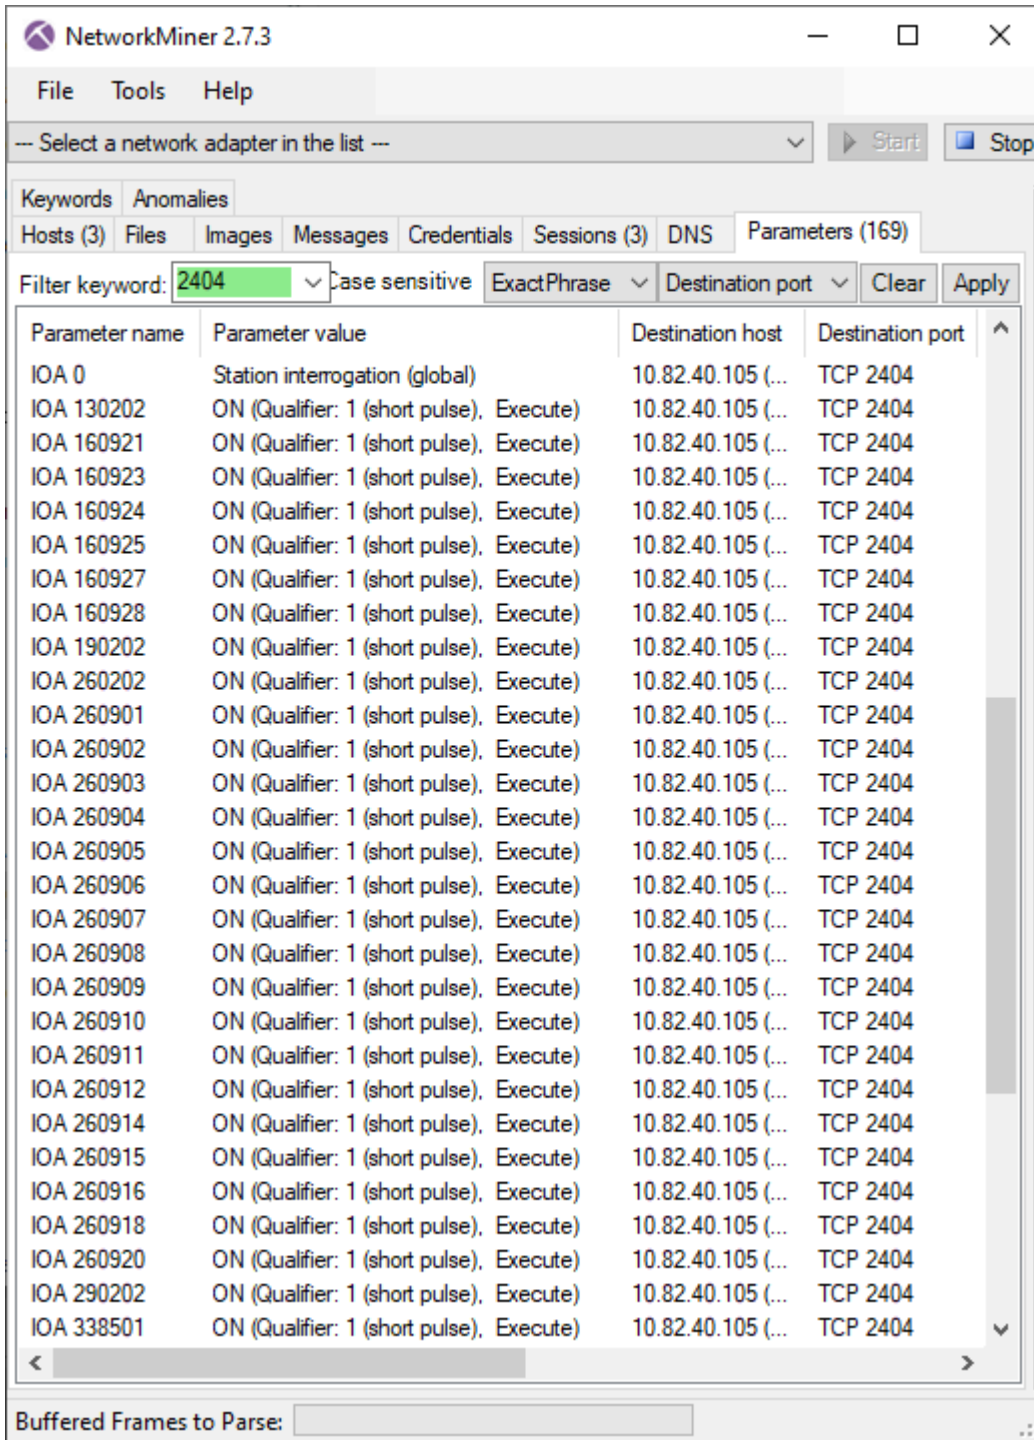 NetworkMiner 2.7.3
File Tools Help
--- Select a network adapter in the list --- Start Stop
Keywords Anomalies
Hosts (3) Files Images Messages Credentials Sessions (3) DNS Parameters (169)
Filter keyword: 2404 Case sensitive ExactPhrase Destination port Clear Apply
Parameter name Parameter value Destination host Destination port
IOA 0 Station interrogation (global) 10.82.40.105 (... TCP 2404
IOA 130202 ON (Qualifier: 1 (short pulse), Execute) 10.82.40.105 (... TCP 2404
IOA 160921 ON (Qualifier: 1 (short pulse), Execute) 10.82.40.105 (... TCP 2404
IOA 160923 ON (Qualifier: 1 (short pulse), Execute) 10.82.40.105 (... TCP 2404
IOA 160924 ON (Qualifier: 1 (short pulse), Execute) 10.82.40.105 (... TCP 2404
IOA 160925 ON (Qualifier: 1 (short pulse), Execute) 10.82.40.105 (... TCP 2404
IOA 160927 ON (Qualifier: 1 (short pulse), Execute) 10.82.40.105 (... TCP 2404
IOA 160928 ON (Qualifier: 1 (short pulse), Execute) 10.82.40.105 (... TCP 2404
IOA 190202 ON (Qualifier: 1 (short pulse), Execute) 10.82.40.105 (... TCP 2404
IOA 260202 ON (Qualifier: 1 (short pulse), Execute) 10.82.40.105 (... TCP 2404
IOA 260901 ON (Qualifier: 1 (short pulse), Execute) 10.82.40.105 (... TCP 2404
IOA 260902 ON (Qualifier: 1 (short pulse), Execute) 10.82.40.105 (... TCP 2404
IOA 260903 ON (Qualifier: 1 (short pulse), Execute) 10.82.40.105 (... TCP 2404
IOA 260904 ON (Qualifier: 1 (short pulse), Execute) 10.82.40.105 (... TCP 2404
IOA 260905 ON (Qualifier: 1 (short pulse), Execute) 10.82.40.105 (... TCP 2404
IOA 260906 ON (Qualifier: 1 (short pulse), Execute) 10.82.40.105 (... TCP 2404
IOA 260907 ON (Qualifier: 1 (short pulse), Execute) 10.82.40.105 (... TCP 2404
IOA 260908 ON (Qualifier: 1 (short pulse), Execute) 10.82.40.105 (... TCP 2404
IOA 260909 ON (Qualifier: 1 (short pulse), Execute) 10.82.40.105 (... TCP 2404
IOA 260910 ON (Qualifier: 1 (short pulse), Execute) 10.82.40.105 (... TCP 2404
IOA 260911 ON (Qualifier: 1 (short pulse), Execute) 10.82.40.105 (... TCP 2404
IOA 260912 ON (Qualifier: 1 (short pulse), Execute) 10.82.40.105 (... TCP 2404
IOA 260914 ON (Qualifier: 1 (short pulse), Execute) 10.82.40.105 (... TCP 2404
IOA 260915 ON (Qualifier: 1 (short pulse), Execute) 10.82.40.105 (... TCP 2404
IOA 260916 ON (Qualifier: 1 (short pulse), Execute) 10.82.40.105 (... TCP 2404
IOA 260918 ON (Qualifier: 1 (short pulse), Execute) 10.82.40.105 (... TCP 2404
IOA 260920 ON (Qualifier: 1 (short pulse), Execute) 10.82.40.105 (... TCP 2404
IOA 290202 ON (Qualifier: 1 (short pulse), Execute) 10.82.40.105 (... TCP 2404
IOA 338501 ON (Qualifier: 1 (short pulse), Execute) 10.82.40.105 (... TCP 2404
Buffered Frames to Parse: